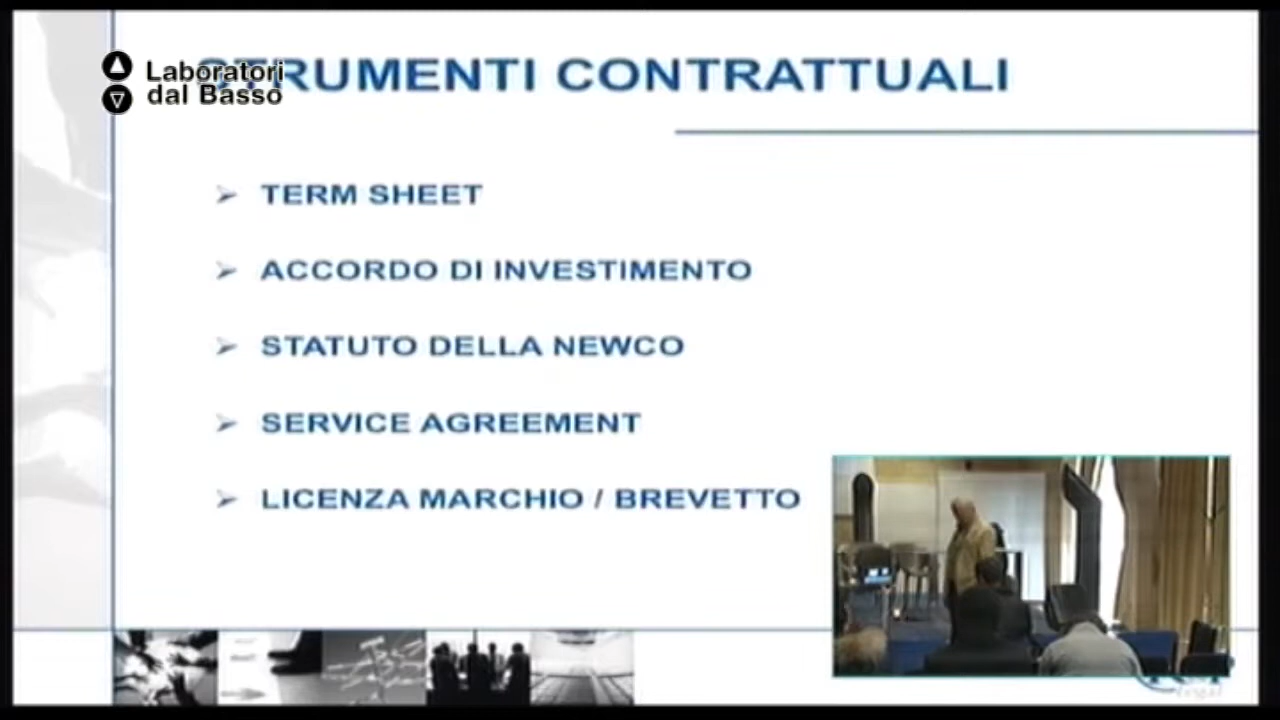 Laboratori
dal Basso
STRUMENTI CONTRATTUALI
➢ TERM SHEET
➢ ACCORDO DI INVESTIMENTO
➢ STATUTO DELLA NEWCO
➢ SERVICE AGREEMENT
➢ LICENZA MARCHIO / BREVETTO